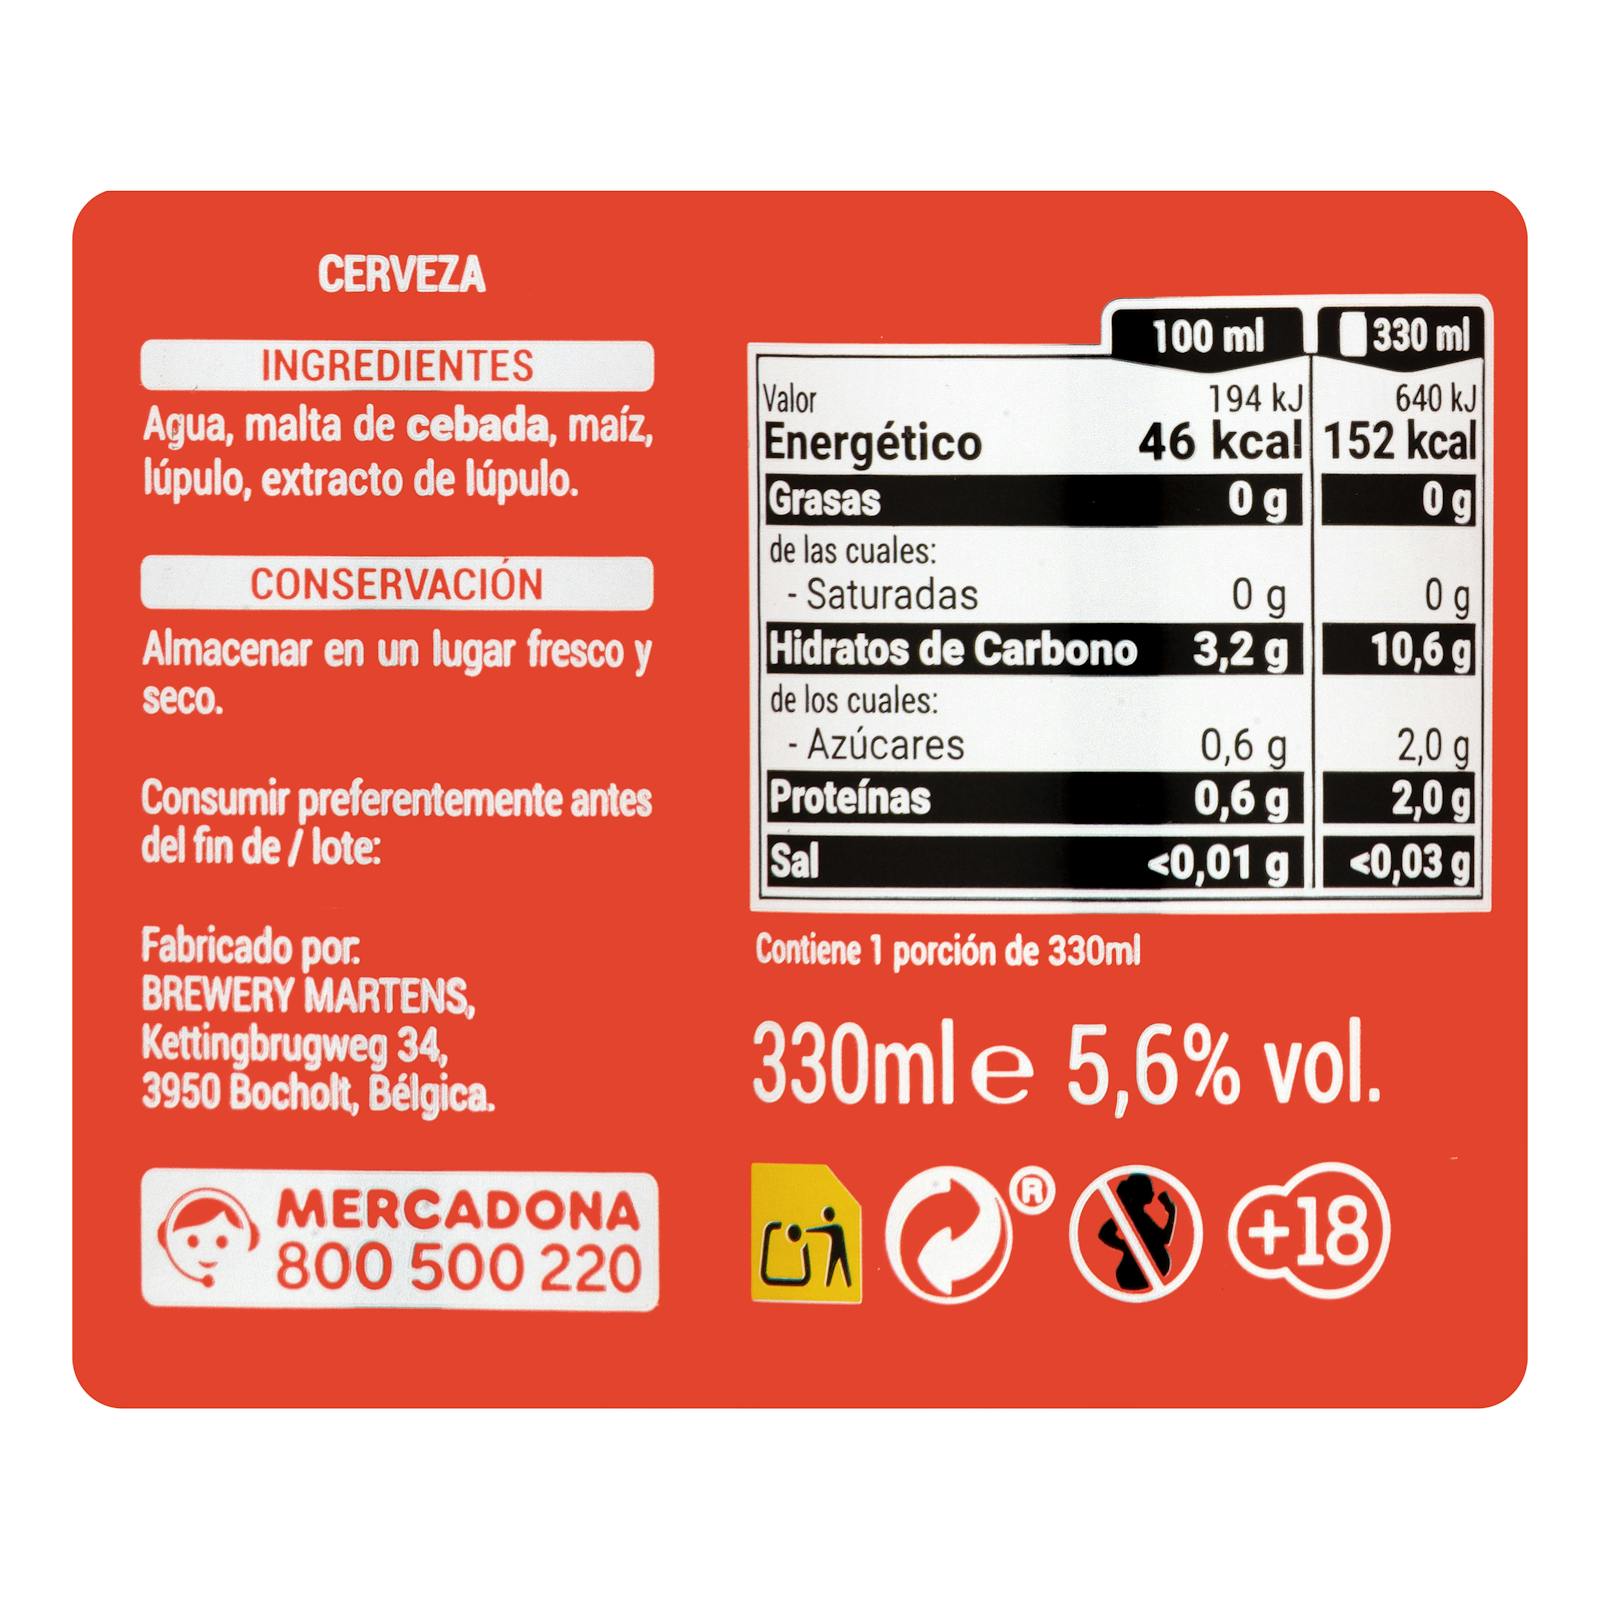 CERVEZA
INGREDIENTES
Agua, malta de cebada, maíz,
lúpulo, extracto de lúpulo.
CONSERVACIÓN
Almacenar en un lugar fresco y
seco.
Consumir preferentemente antes
del fin de / lote:
Fabricado por:
BREWERY MARTENS,
Kettingbrugweg 34,
3950 Bocholt, Bélgica.
MERCADONA
800 500 220
100 ml 330 ml
Valor 194 kJ 640 kJ
Energético 46 kcal 152 kcal
Grasas 0 g 0 g
de las cuales:
- Saturadas 0 g 0 g
Hidratos de Carbono 3,2 g 10,6 g
de los cuales:
- Azúcares 0,6 g 2,0 g
Proteínas 0,6 g 2,0 g
Sal <0,01 g <0,03 g
Contiene 1 porción de 330ml
330ml e 5,6% vol.
® +18